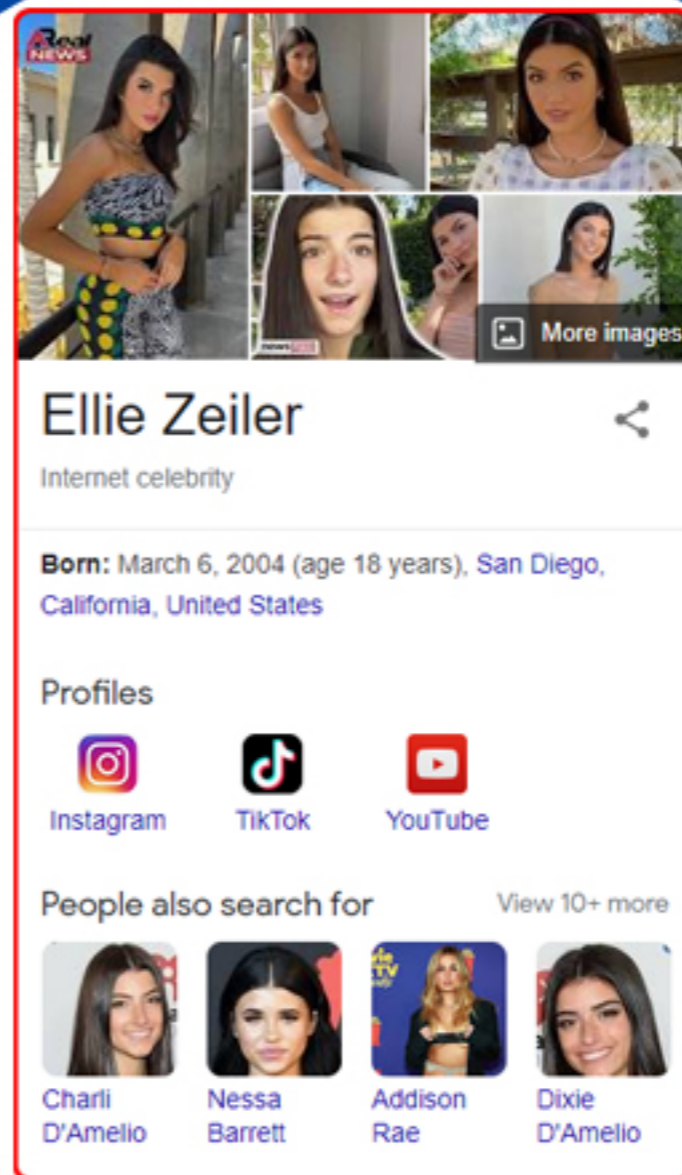 Real
NEWS
news
More images
Ellie Zeiler
Internet celebrity
Born: March 6, 2004 (age 18 years), San Diego,
California, United States
Profiles
Instagram
TikTok
YouTube
People also search for
View 10+ more
Charli
D'Amelio
Nessa
Barrett
Addison
Rae
Dixie
D'Amelio